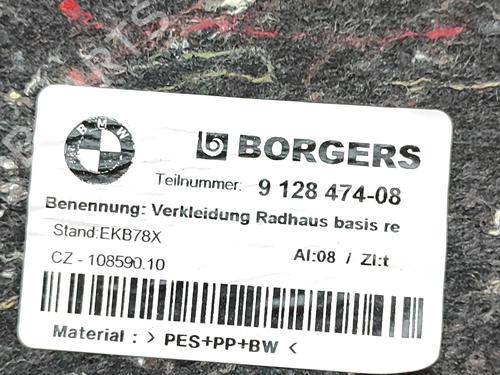 BMW
BORGERS
Teilnummer: 9 128 474-08
Benennung: Verkleidung Radhaus basis re
Stand:EKB78X
AI:08 / ZI:t
CZ - 108590.10
Material : > PES+PP+BW <